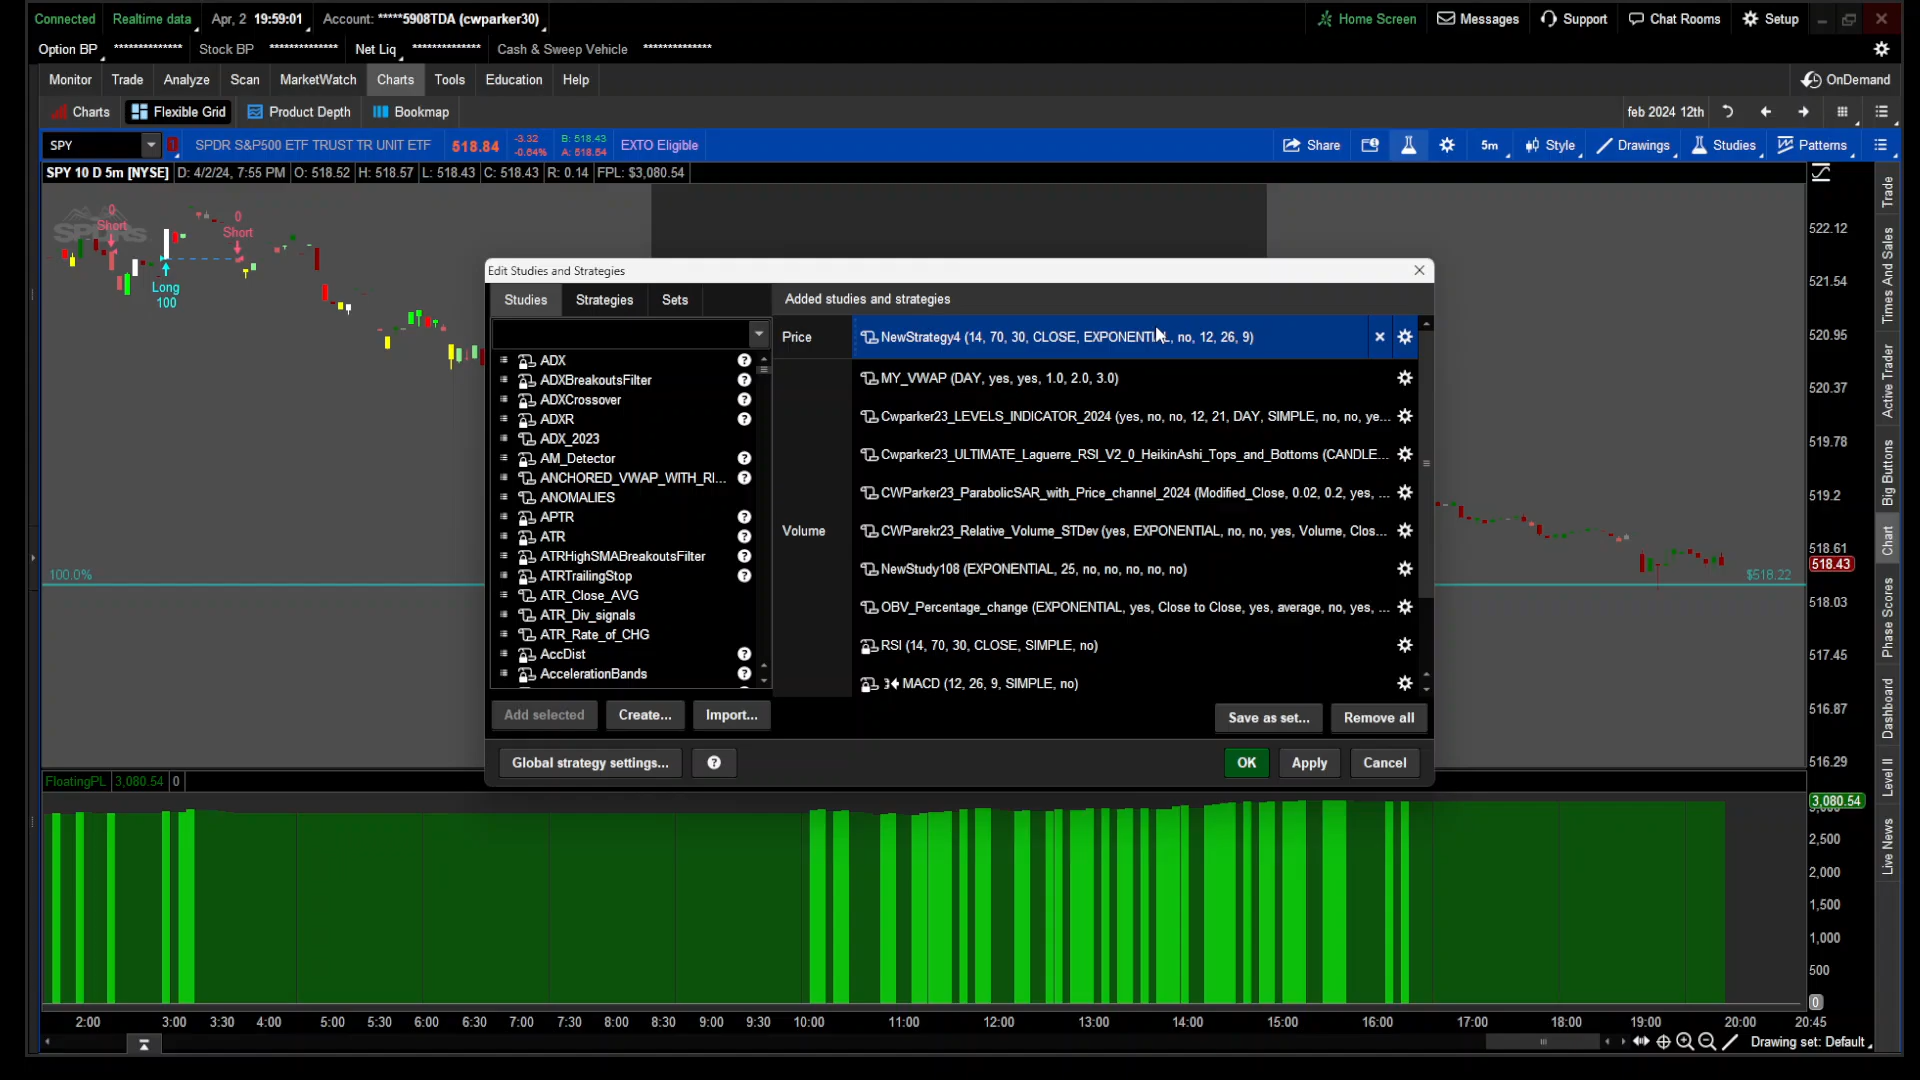 Connected Realtime data Apr, 2 19:59:01 Account: *****5908TDA (cwparker30) Home Screen Messages Support Chat Rooms Setup
Option BP ************** Stock BP ************** Net Liq ************** Cash & Sweep Vehicle **************
Monitor Trade Analyze Scan MarketWatch Charts Tools Education Help OnDemand
Charts Flexible Grid Product Depth Bookmap feb 2024 12th
SPY SPDR S&P500 ETF TRUST TR UNIT ETF 518.84 -3.32 -0.64% B: 518.43 A: 518.54 EXTO Eligible Share 5m Style Drawings Studies Patterns
SPY 10 D 5m [NYSE] D: 4/2/24, 7:55 PM O: 518.52 H: 518.57 L: 518.43 C: 518.43 R: 0.14 FPL: $3,080.54
SPDRS
0
Short
0
Short
Long
100
100.0%
$518.22
Edit Studies and Strategies
Studies Strategies Sets
ADX
ADXBreakoutsFilter
ADXCrossover
ADXR
ADX_2023
AM_Detector
ANCHORED_VWAP_WITH_RI...
ANOMALIES
APTR
ATR
ATRHighSMABreakoutsFilter
ATRTrailingStop
ATR_Close_AVG
ATR_Div_signals
ATR_Rate_of_CHG
AccDist
AccelerationBands
Add selected Create... Import...
Added studies and strategies
Price NewStrategy4 (14, 70, 30, CLOSE, EXPONENTIAL, no, 12, 26, 9)
MY_VWAP (DAY, yes, yes, 1.0, 2.0, 3.0)
Cwparker23_LEVELS_INDICATOR_2024 (yes, no, no, 12, 21, DAY, SIMPLE, no, no, ye...
Cwparker23_ULTIMATE_Laguerre_RSI_V2_0_HeikinAshi_Tops_and_Bottoms (CANDLE...
CWParker23_ParabolicSAR_with_Price_channel_2024 (Modified_Close, 0.02, 0.2, yes, ...
Volume CWParekr23_Relative_Volume_STDev (yes, EXPONENTIAL, no, no, yes, Volume, Clos...
NewStudy108 (EXPONENTIAL, 25, no, no, no, no, no)
OBV_Percentage_change (EXPONENTIAL, yes, Close to Close, yes, average, no, yes, ...
RSI (14, 70, 30, CLOSE, SIMPLE, no)
MACD (12, 26, 9, SIMPLE, no)
Save as set... Remove all
Global strategy settings... ? OK Apply Cancel
522.12
521.54
520.95
520.37
519.78
519.2
518.61
518.43
518.03
517.45
516.87
516.29
Trade
Times And Sales
Active Trader
Big Buttons
Chart
Phase Scores
Dashboard
Level II
Live News
FloatingPL 3,080.54 0
3,080.54
2,500
2,000
1,500
1,000
500
0
2:00 3:00 3:30 4:00 5:00 5:30 6:00 6:30 7:00 7:30 8:00 8:30 9:00 9:30 10:00 11:00 12:00 13:00 14:00 15:00 16:00 17:00 18:00 19:00 20:00 20:45
Drawing set: Default